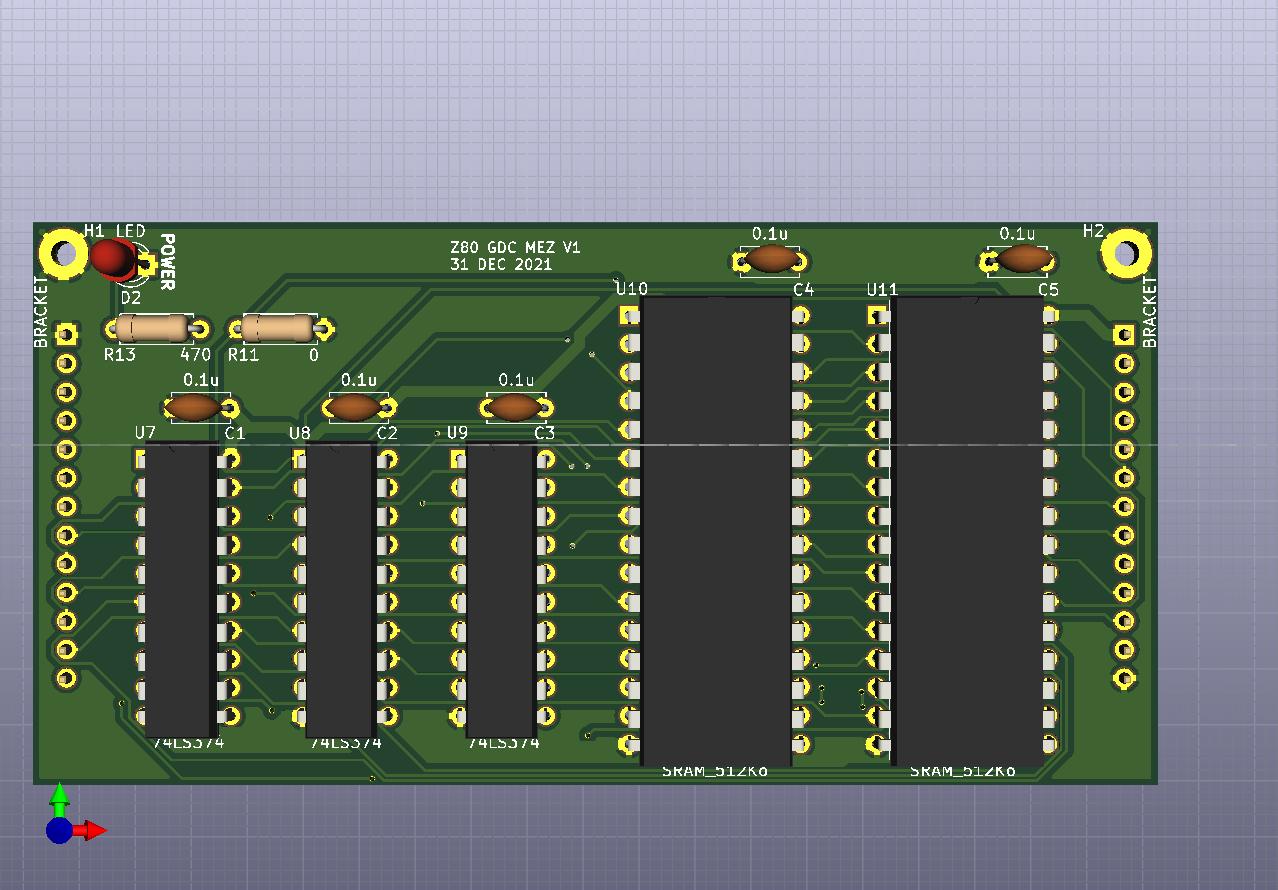 H1 LED
POWER
D2
BRACKET
Z80 GDC MEZ V1
31 DEC 2021
0.1u
0.1u
H2
BRACKET
U10
C4
U11
C5
R13
470
R11
0
0.1u
0.1u
0.1u
U7
C1
U8
C2
U9
C3
74LS374
74LS374
74LS374